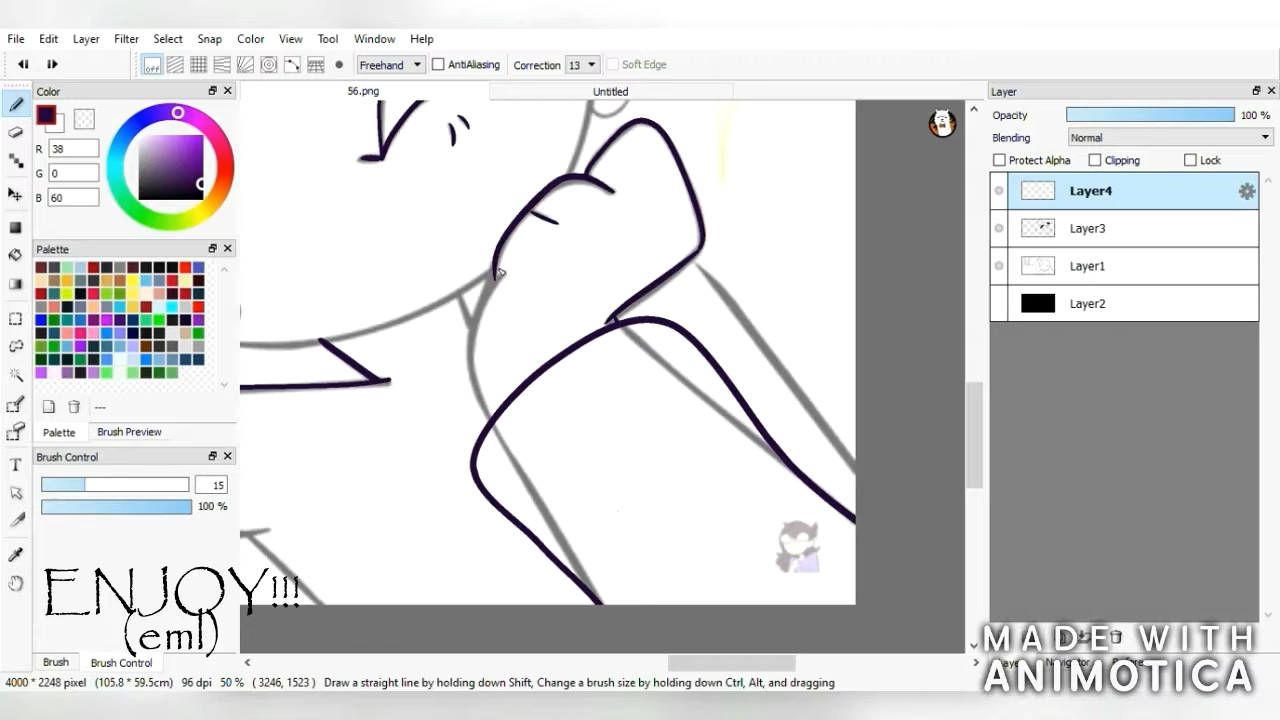 File Edit Layer Filter Select Snap Color View Tool Window Help
off Freehand AntiAliasing Correction 13 Soft Edge
Color 56.png Untitled Layer
R 38
G 0
B 60
Opacity 100 %
Blending Normal
Protect Alpha Clipping Lock
Layer4
Layer3
Layer1
Layer2
Palette
---
Palette Brush Preview
Brush Control
15
100 %
ENJOY!!!
(eml)
Brush Brush Control
MADE WITH
ANIMOTICA
4000 * 2248 pixel (105.8 * 59.5cm) 96 dpi 50 % ( 3246, 1523 ) Draw a straight line by holding down Shift, Change a brush size by holding down Ctrl, Alt, and dragging